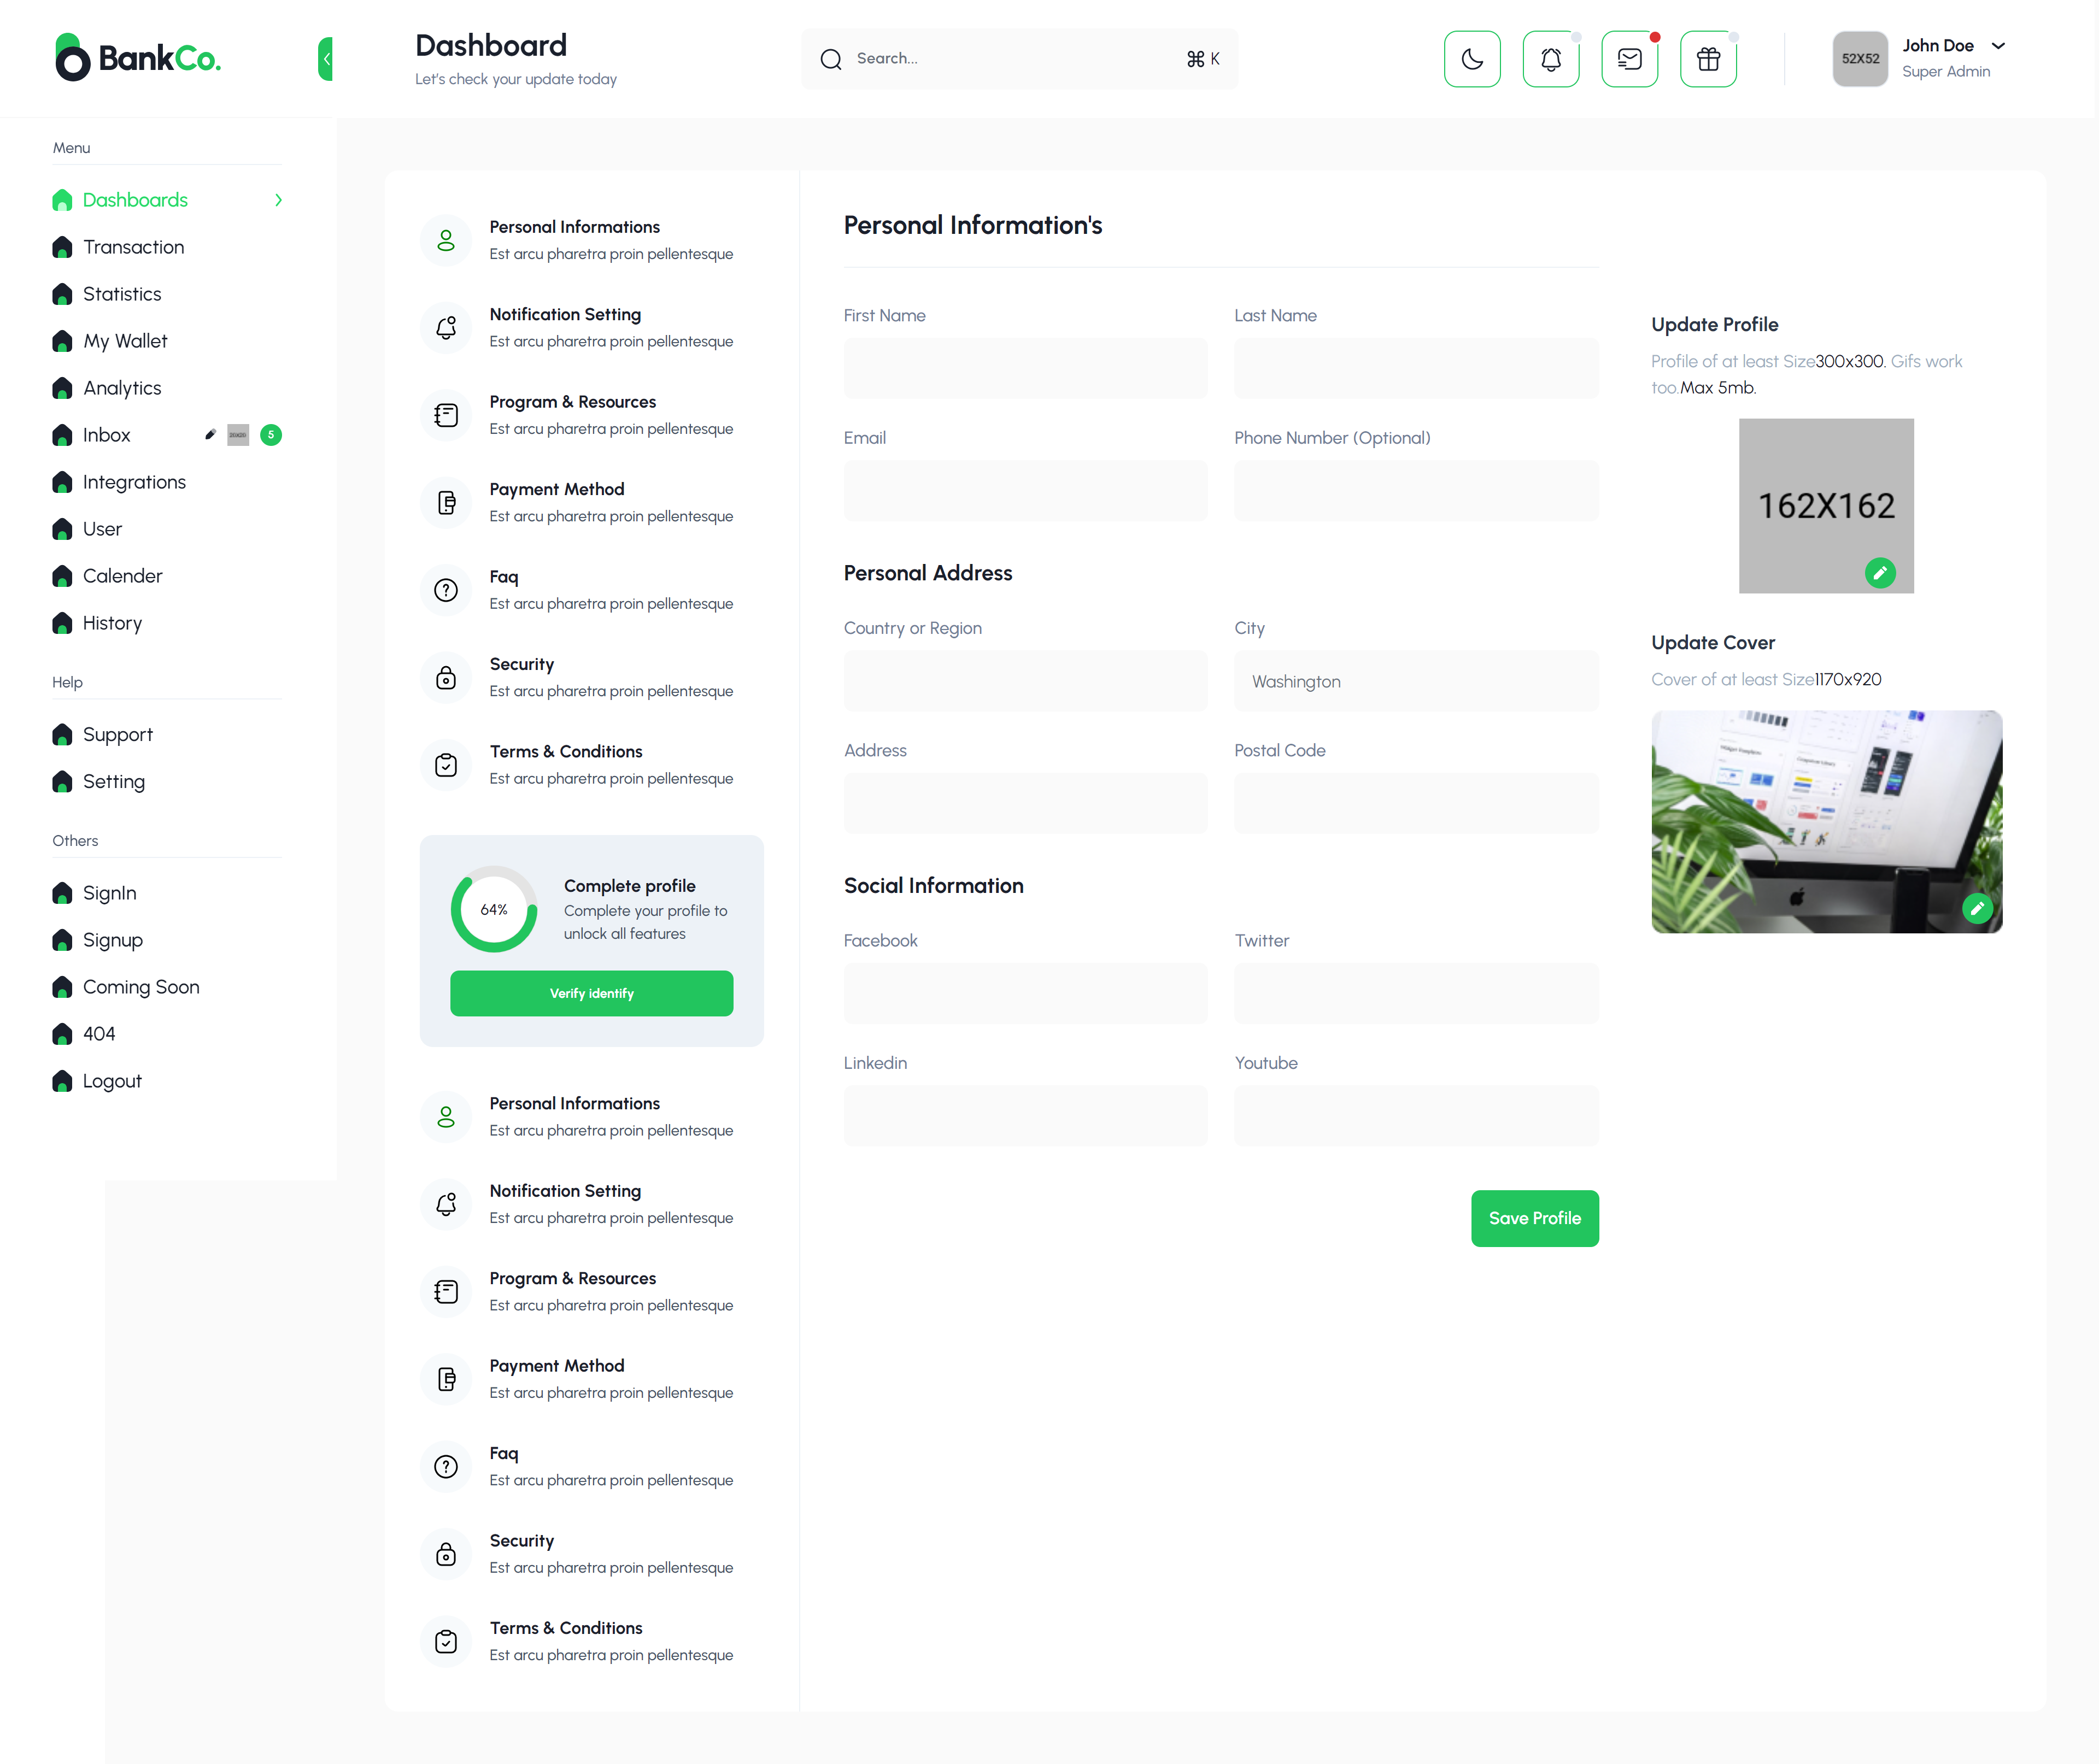 BankCo.
Dashboard
Let's check your update today
Search...
⌘ K
52X52
John Doe
Super Admin
Menu
Dashboards
Transaction
Statistics
My Wallet
Analytics
Inbox
5
Integrations
User
Calender
History
Help
Support
Setting
Others
SignIn
Signup
Coming Soon
404
Logout
Personal Informations
Est arcu pharetra proin pellentesque
Notification Setting
Est arcu pharetra proin pellentesque
Program & Resources
Est arcu pharetra proin pellentesque
Payment Method
Est arcu pharetra proin pellentesque
Faq
Est arcu pharetra proin pellentesque
Security
Est arcu pharetra proin pellentesque
Terms & Conditions
Est arcu pharetra proin pellentesque
64%
Complete profile
Complete your profile to
unlock all features
Verify identify
Personal Informations
Est arcu pharetra proin pellentesque
Notification Setting
Est arcu pharetra proin pellentesque
Program & Resources
Est arcu pharetra proin pellentesque
Payment Method
Est arcu pharetra proin pellentesque
Faq
Est arcu pharetra proin pellentesque
Security
Est arcu pharetra proin pellentesque
Terms & Conditions
Est arcu pharetra proin pellentesque
Personal Information's
First Name
Last Name
Email
Phone Number (Optional)
Personal Address
Country or Region
City
Washington
Address
Postal Code
Social Information
Facebook
Twitter
Linkedin
Youtube
Save Profile
Update Profile
Profile of at least Size300x300. Gifs work
too.Max 5mb.
162X162
Update Cover
Cover of at least Size1170x920